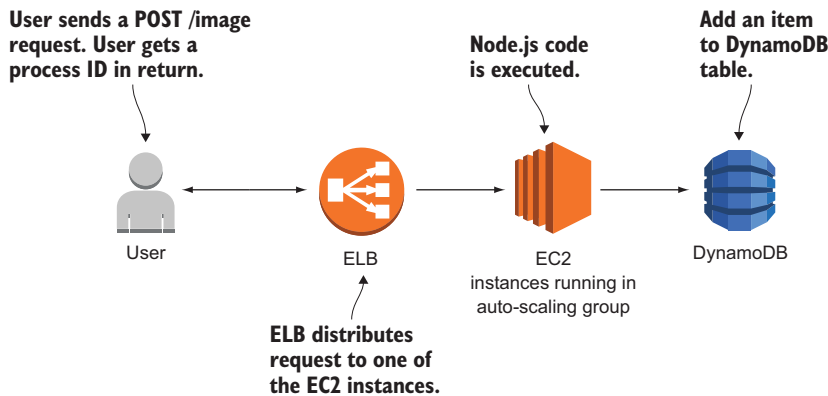 User sends a POST /image
request. User gets a
process ID in return.
Node.js code
is executed.
Add an item
to DynamoDB
table.
User
ELB
EC2
instances running in
auto-scaling group
DynamoDB
ELB distributes
request to one of
the EC2 instances.